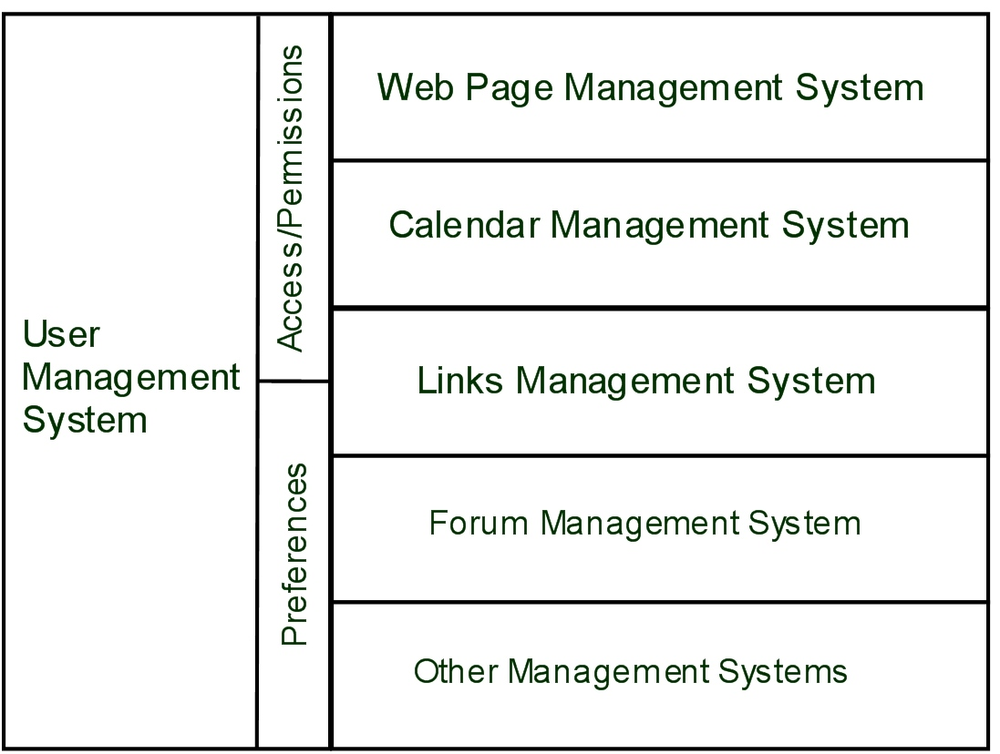 User
Management
System
Access/Permissions
Preferences
Web Page Management System
Calendar Management System
Links Management System
Forum Management System
Other Management Systems